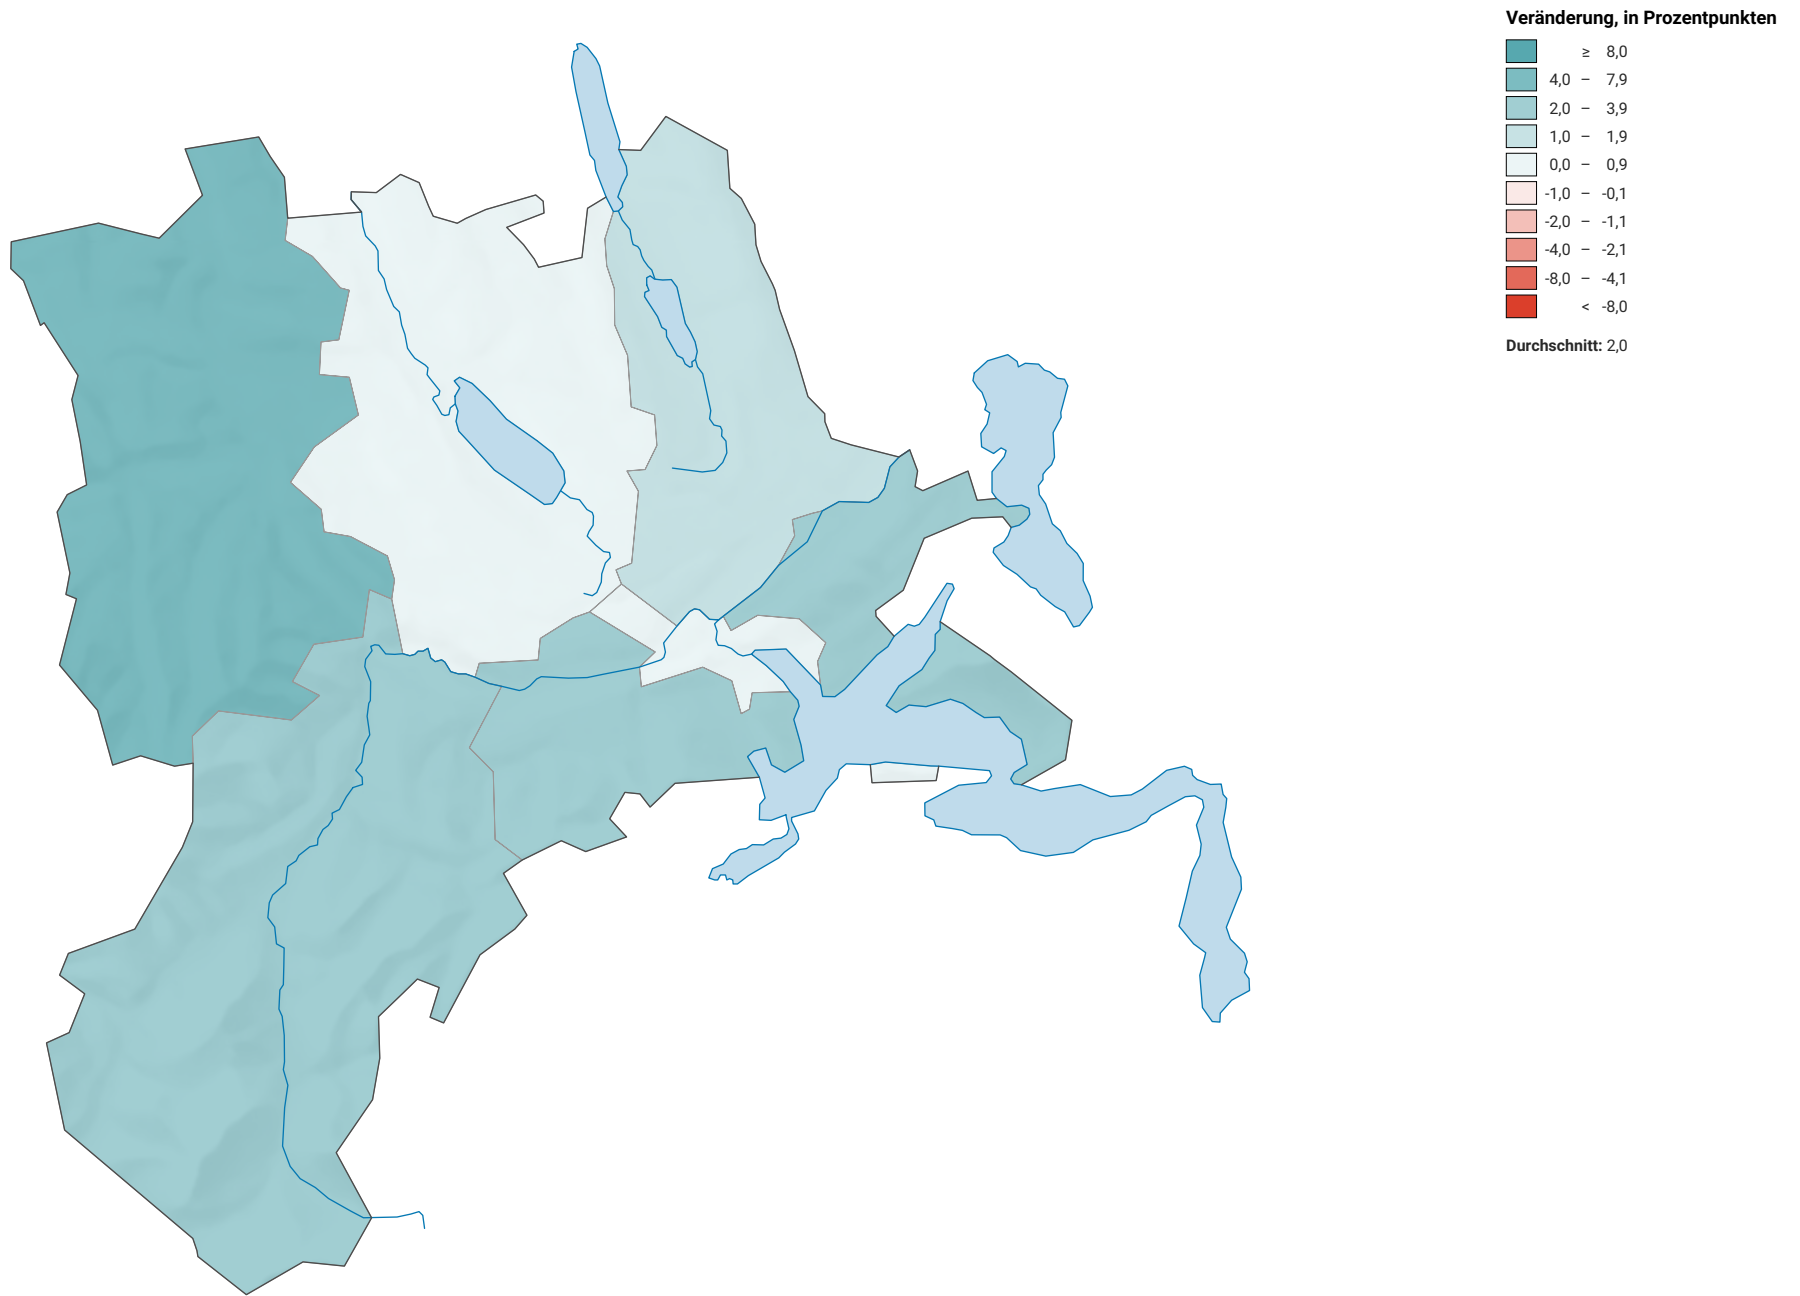 Veränderung, in Prozentpunkten
≥ 8,0
4,0 – 7,9
2,0 – 3,9
1,0 – 1,9
0,0 – 0,9
-1,0 – -0,1
-2,0 – -1,1
-4,0 – -2,1
-8,0 – -4,1
< -8,0
Durchschnitt: 2,0